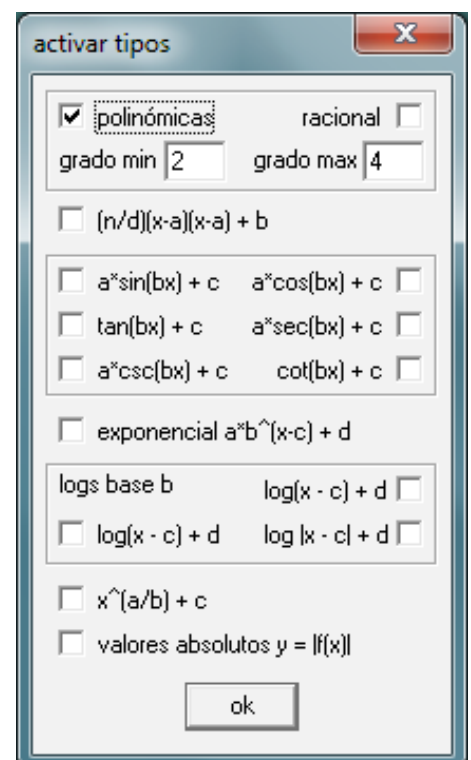 activar tipos
polinómicas racional
grado min 2 grado max 4
(n/d)(x-a)(x-a) + b
a*sin(bx) + c a*cos(bx) + c
tan(bx) + c a*sec(bx) + c
a*csc(bx) + c cot(bx) + c
exponencial a*b^(x-c) + d
logs base b log(x - c) + d
log(x - c) + d log |x - c| + d
x^(a/b) + c
valores absolutos y = |f(x)|
ok